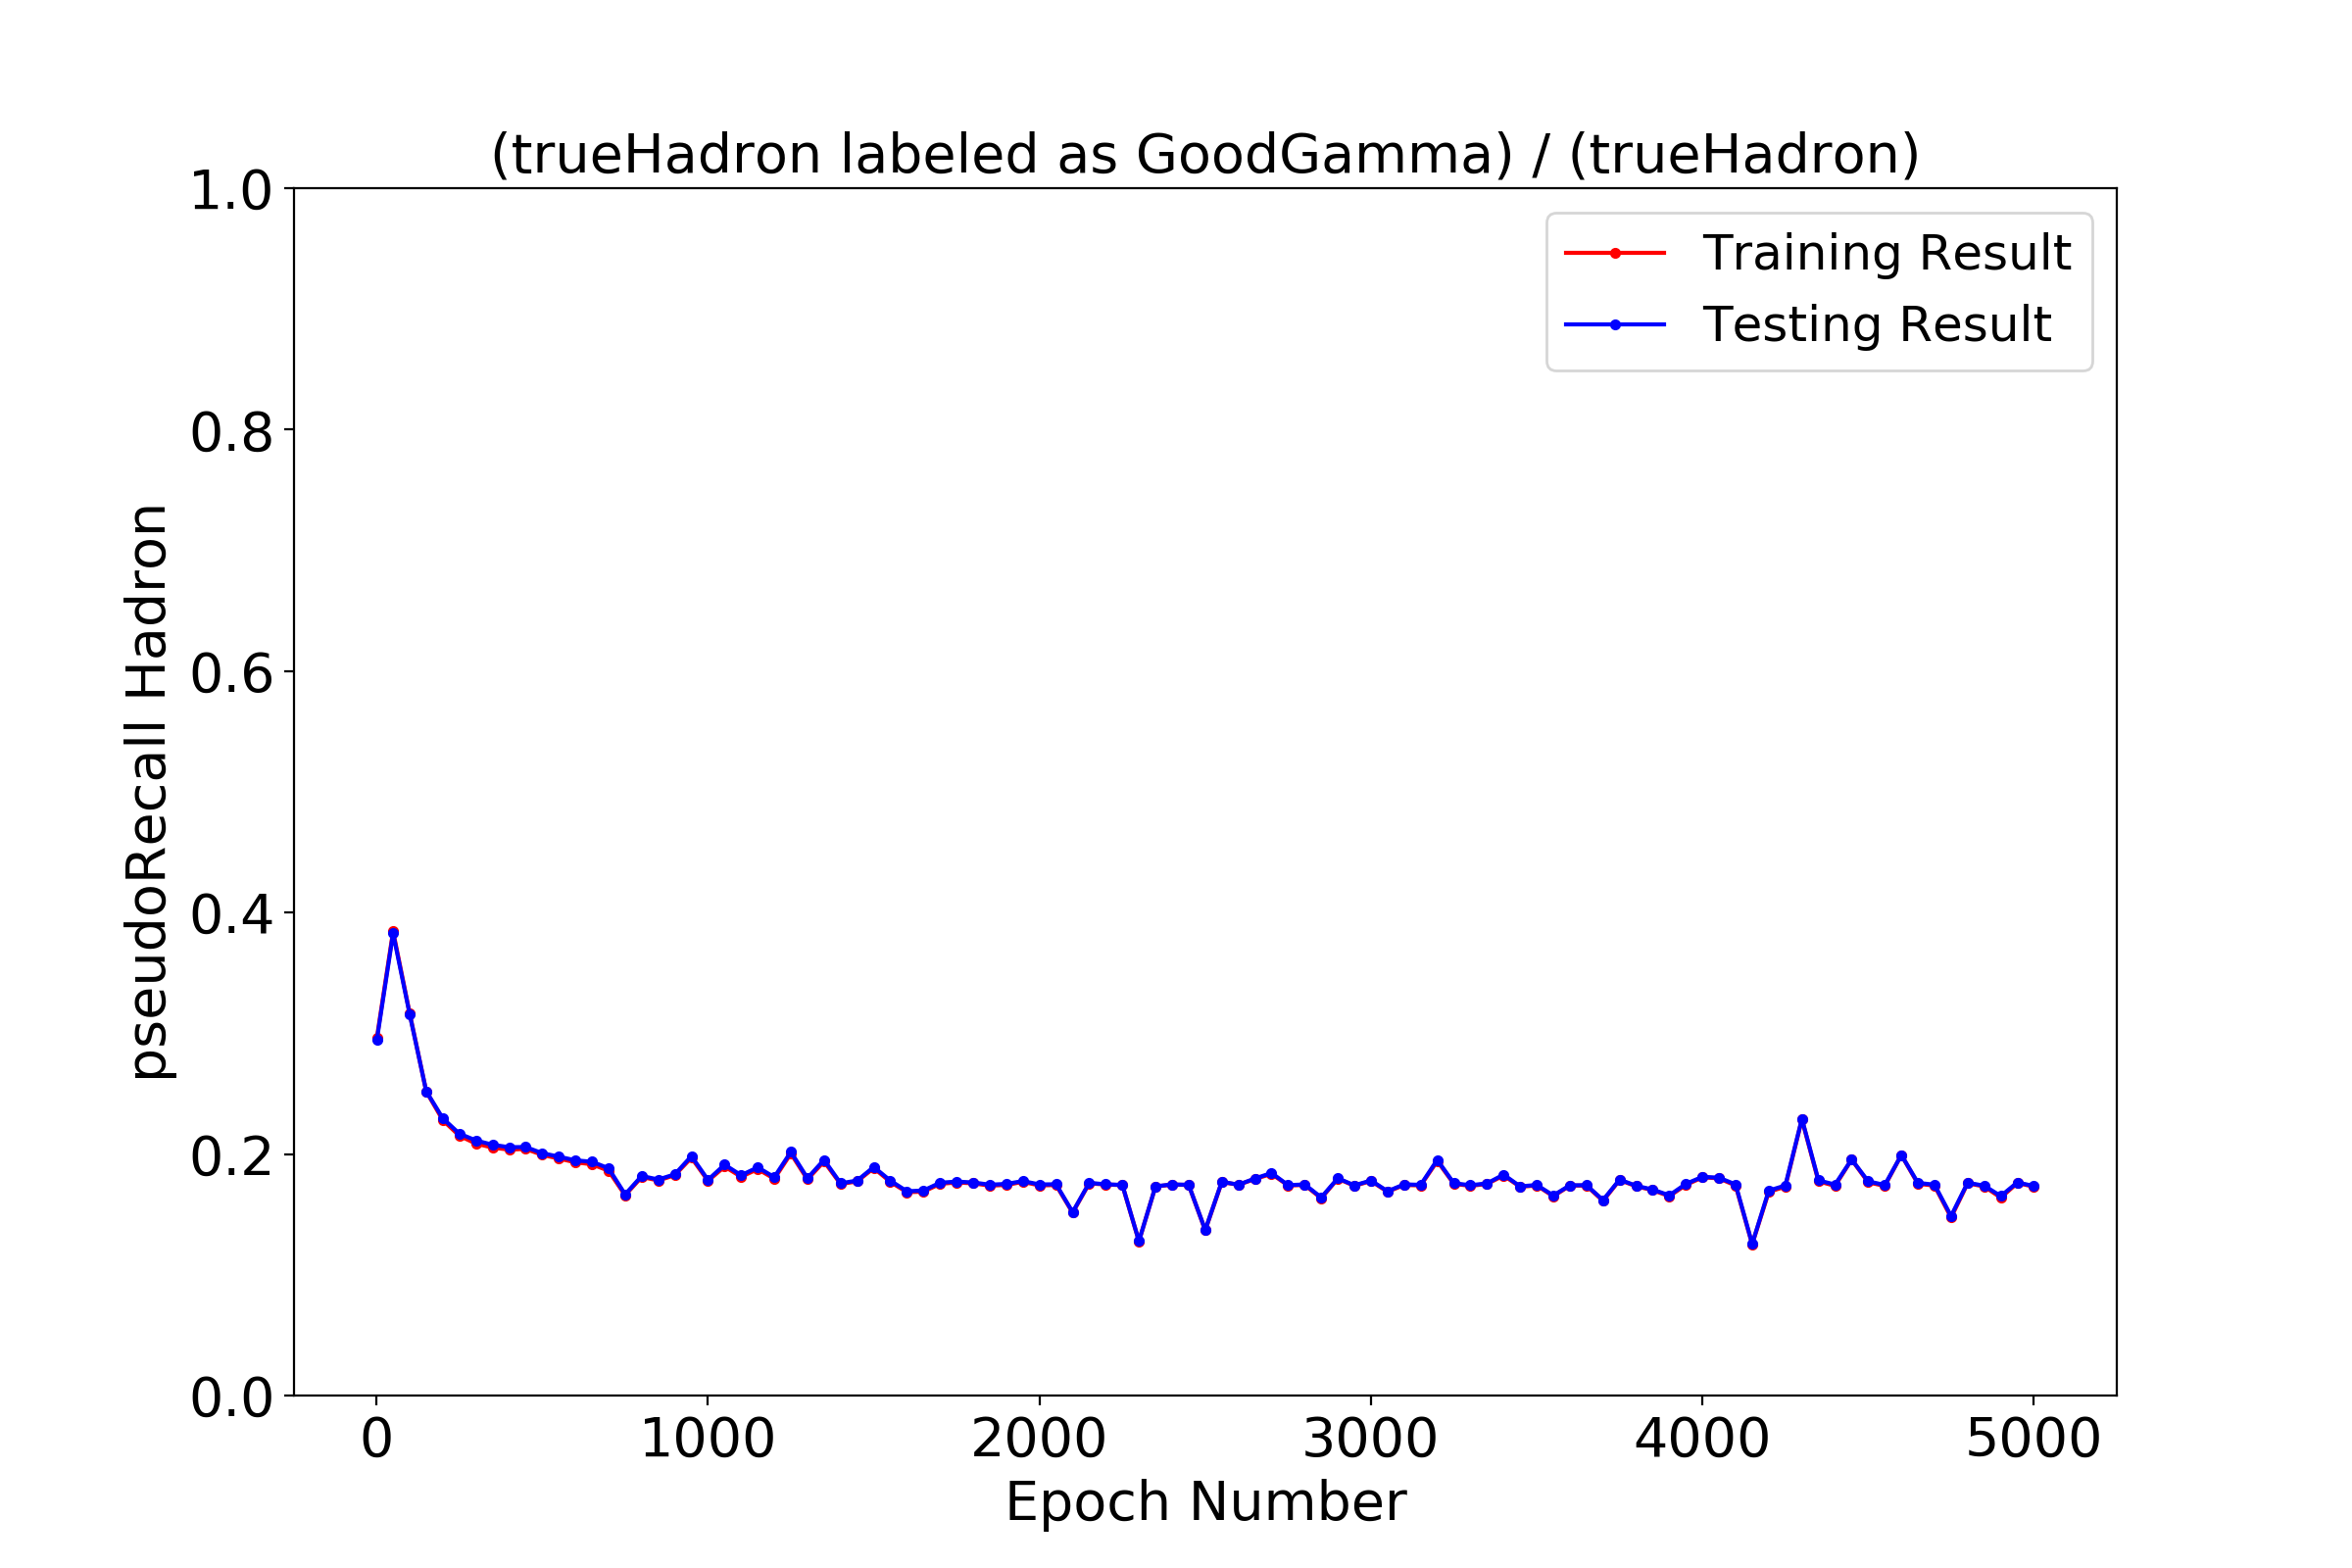 (trueHadron labeled as GoodGamma) / (trueHadron)
1.0
0.8
0.6
0.4
0.2
0.0
pseudoRecall Hadron
Training Result
Testing Result
0 1000 2000 3000 4000 5000
Epoch Number